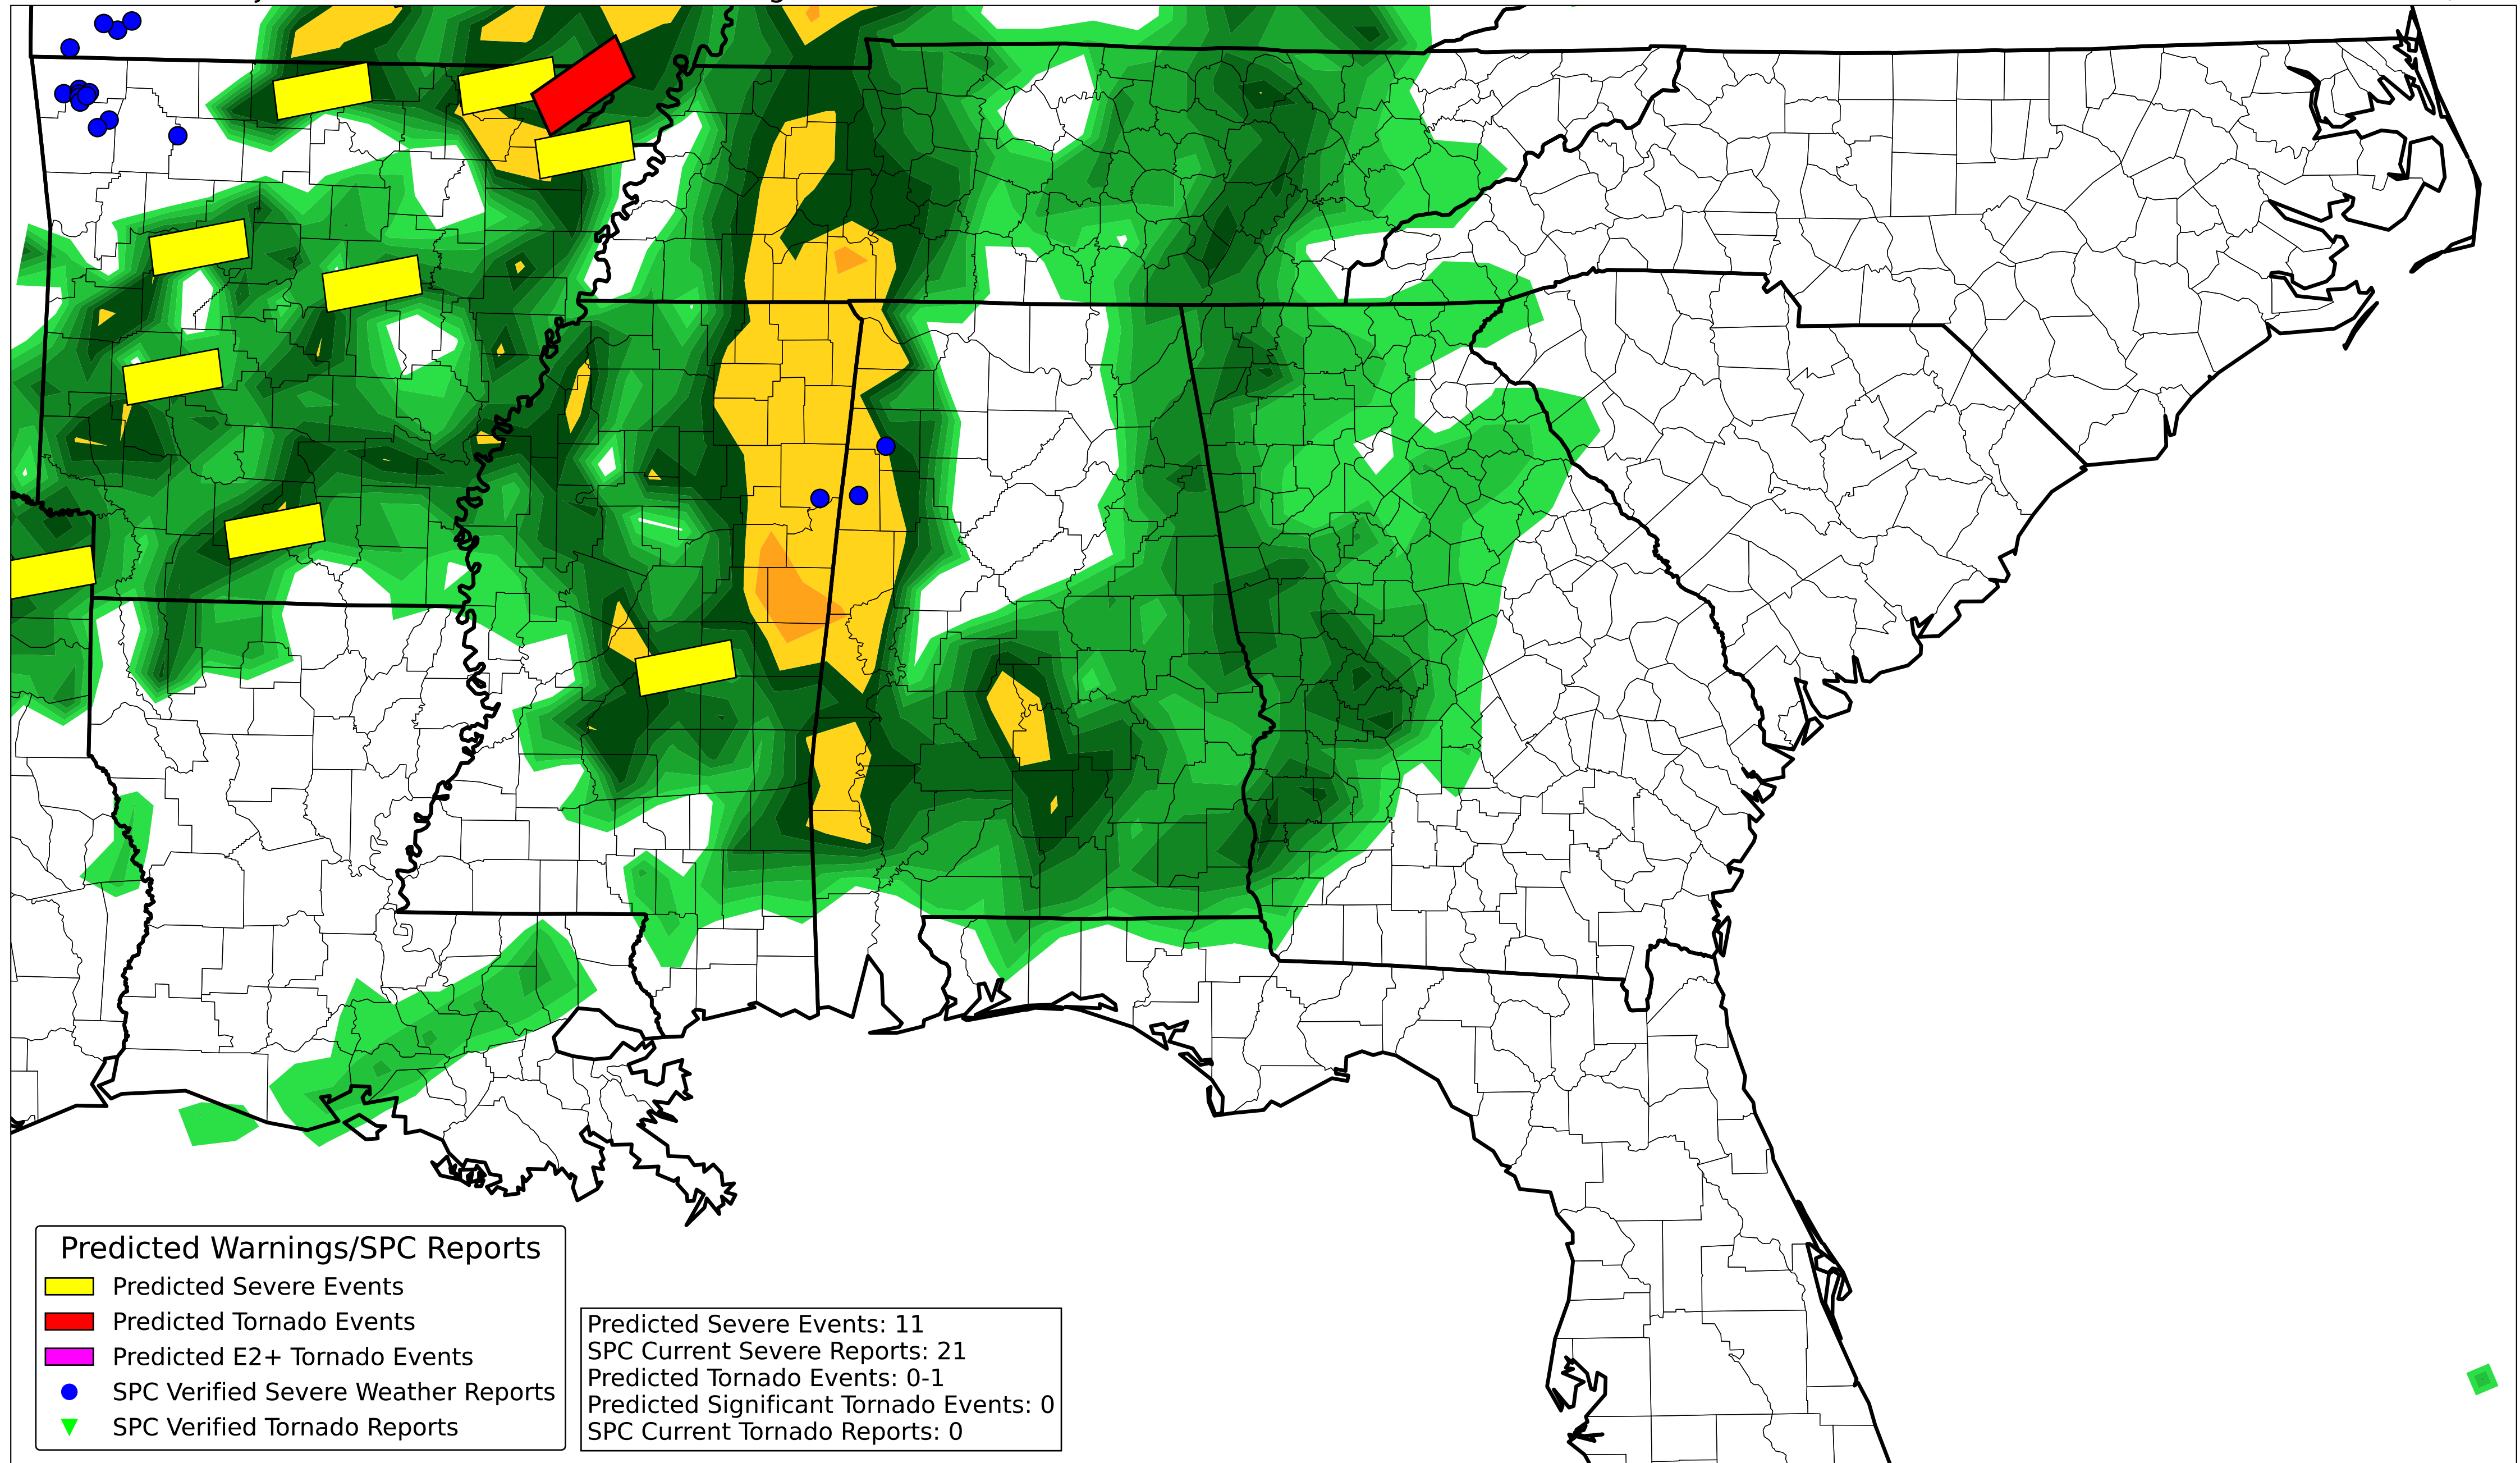 Predicted Warnings/SPC Reports
Predicted Severe Events
Predicted Tornado Events
Predicted E2+ Tornado Events
SPC Verified Severe Weather Reports
SPC Verified Tornado Reports
Predicted Severe Events: 11
SPC Current Severe Reports: 21
Predicted Tornado Events: 0-1
Predicted Significant Tornado Events: 0
SPC Current Tornado Reports: 0